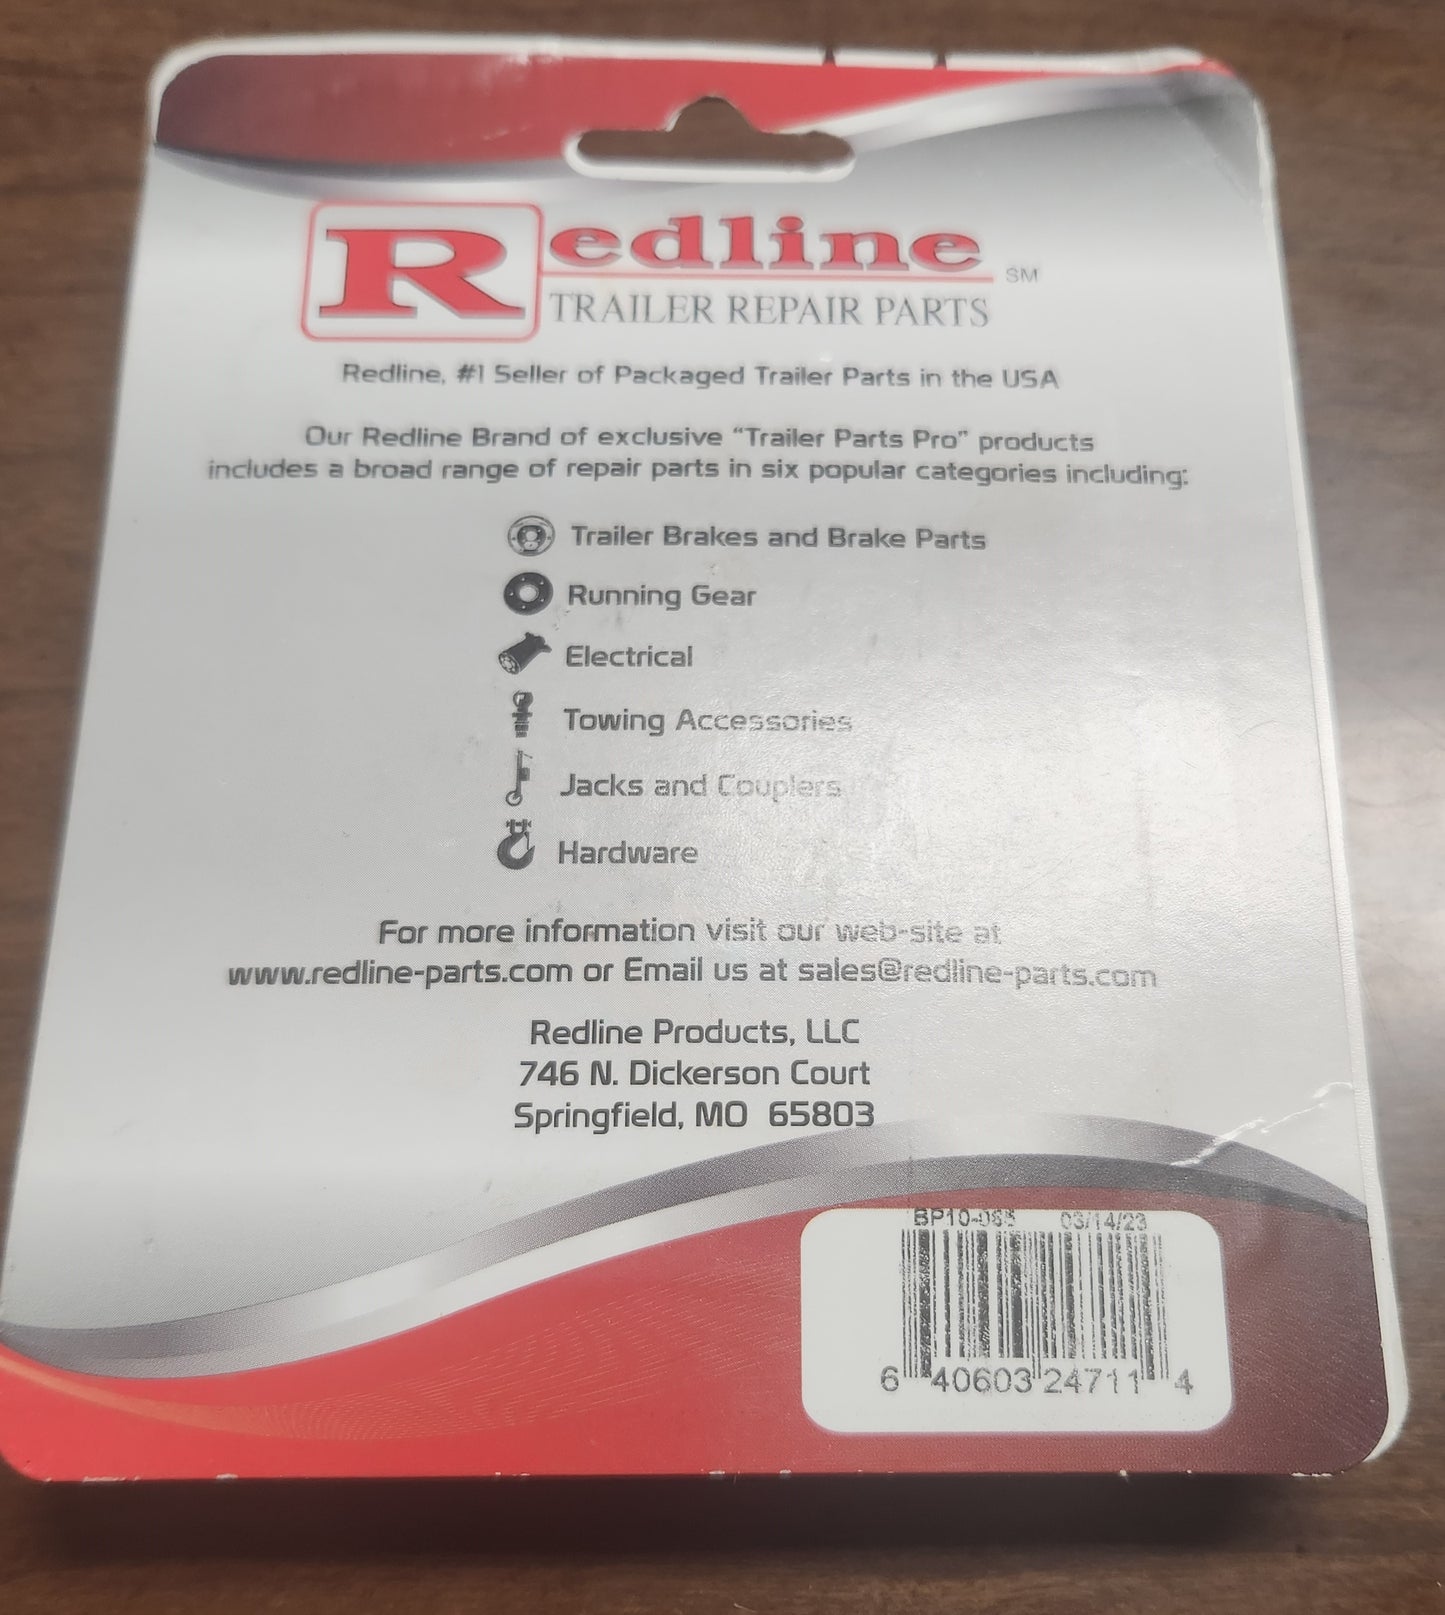 Redline SM
TRAILER REPAIR PARTS
Redline, #1 Seller of Packaged Trailer Parts in the USA
Our Redline Brand of exclusive “Trailer Parts Pro” products
includes a broad range of repair parts in six popular categories including:
Trailer Brakes and Brake Parts
Running Gear
Electrical
Towing Accessories
Jacks and Couplers
Hardware
For more information visit our web-site at
www.redline-parts.com or Email us at sales@redline-parts.com
Redline Products, LLC
746 N. Dickerson Court
Springfield, MO 65803
03/14/23
6 40603 24711 4